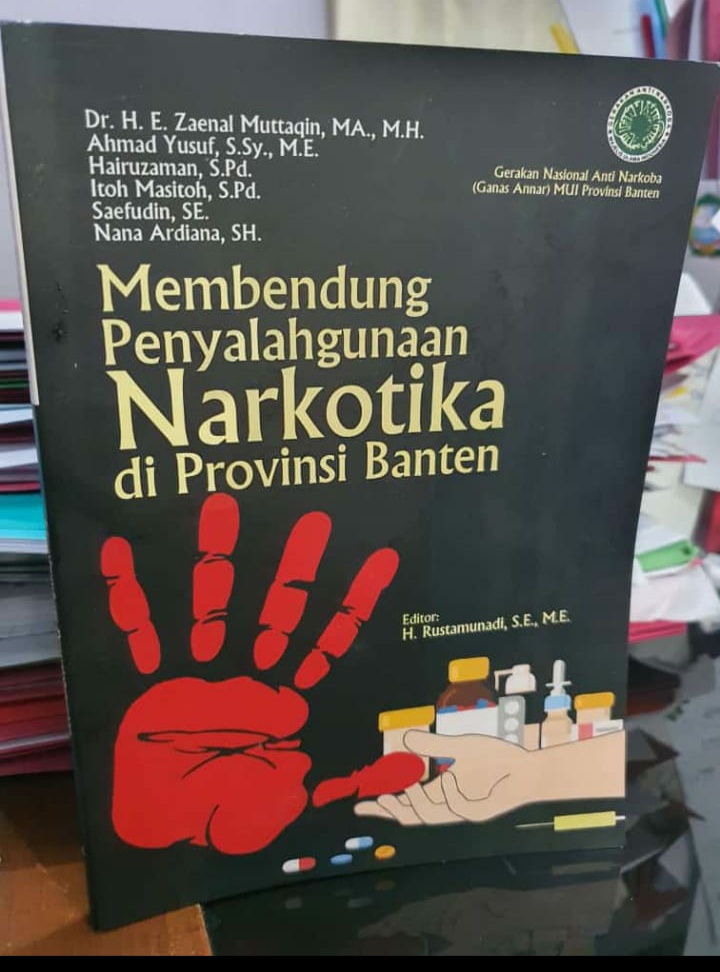 Dr. H. E. Zaenal Muttaqin, MA., M.H.
Ahmad Yusuf, S.Sy., M.E.
Hairuzaman, S.Pd.
Itoh Masitoh, S.Pd.
Saefudin, SE.
Nana Ardiana, SH.
Gerakan Nasional Anti Narkoba
(Ganas Annar) MUI Provinsi Banten
Membendung
Penyalahgunaan
Narkotika
di Provinsi Banten
Editor:
H. Rustamunadi, S.E., M.E.